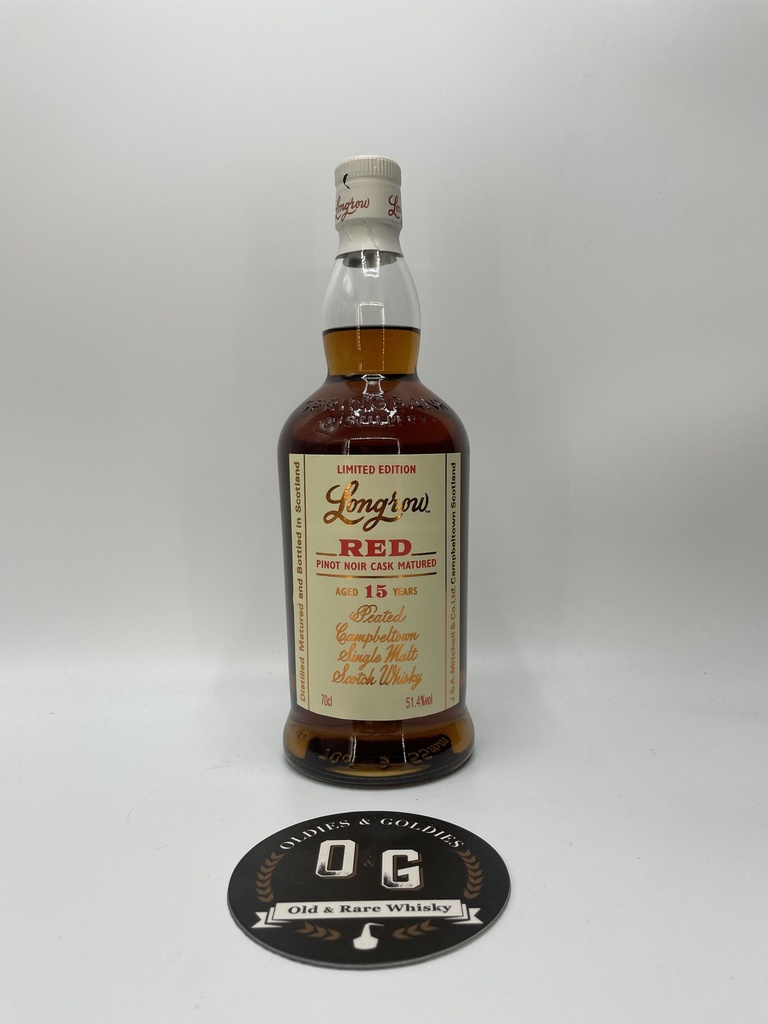 Longrow
SPRINGBANK
DISTILLERY
LIMITED EDITION
Longrow
RED
PINOT NOIR CASK MATURED
AGED 15 YEARS
Peated
Campbeltown
Single Malt
Scotch Whisky
70cl 51.4%vol
Distilled Matured and Bottled in Scotland
J.& A. Mitchell & Co.Ltd. Campbeltown Scotland
OLDIES & GOLDIES
O & G
Old & Rare Whisky